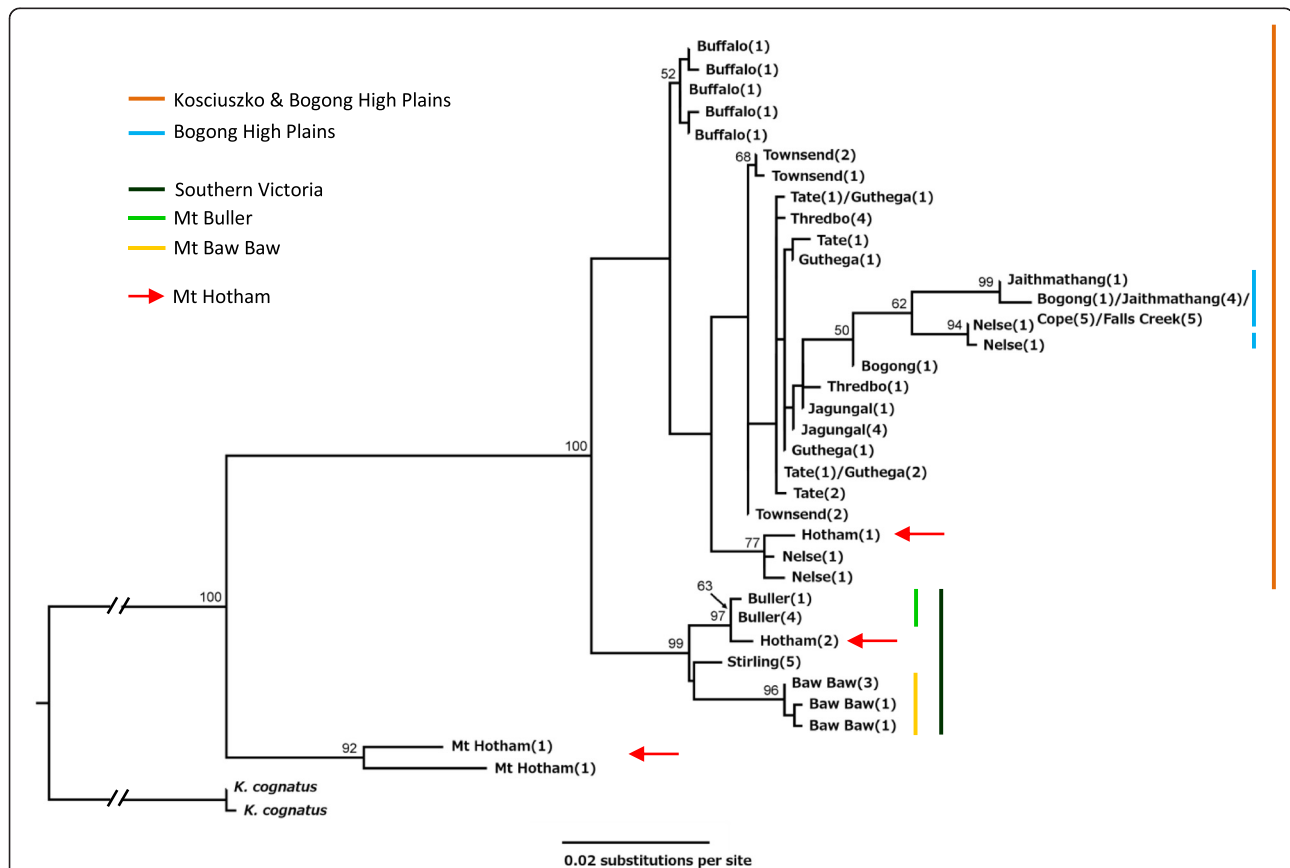 Kosciuszko & Bogong High Plains
Bogong High Plains
Southern Victoria
Mt Buller
Mt Baw Baw
Mt Hotham
Buffalo(1)
52
Buffalo(1)
Buffalo(1)
Buffalo(1)
Buffalo(1)
68
Townsend(2)
Townsend(1)
Tate(1)/Guthega(1)
Thredbo(4)
Tate(1)
Guthega(1)
99
Jaithmathang(1)
62
Bogong(1)/Jaithmathang(4)/
Cope(5)/Falls Creek(5)
50
94
Nelse(1)
Nelse(1)
Bogong(1)
Thredbo(1)
Jagungal(1)
Jagungal(4)
100
Guthega(1)
Tate(1)/Guthega(2)
Tate(2)
Townsend(2)
Hotham(1)
77
Nelse(1)
Nelse(1)
63
100
Buller(1)
97
Buller(4)
99
Hotham(2)
Stirling(5)
96
Baw Baw(3)
Baw Baw(1)
Baw Baw(1)
92
Mt Hotham(1)
Mt Hotham(1)
K. cognatus
K. cognatus
0.02 substitutions per site